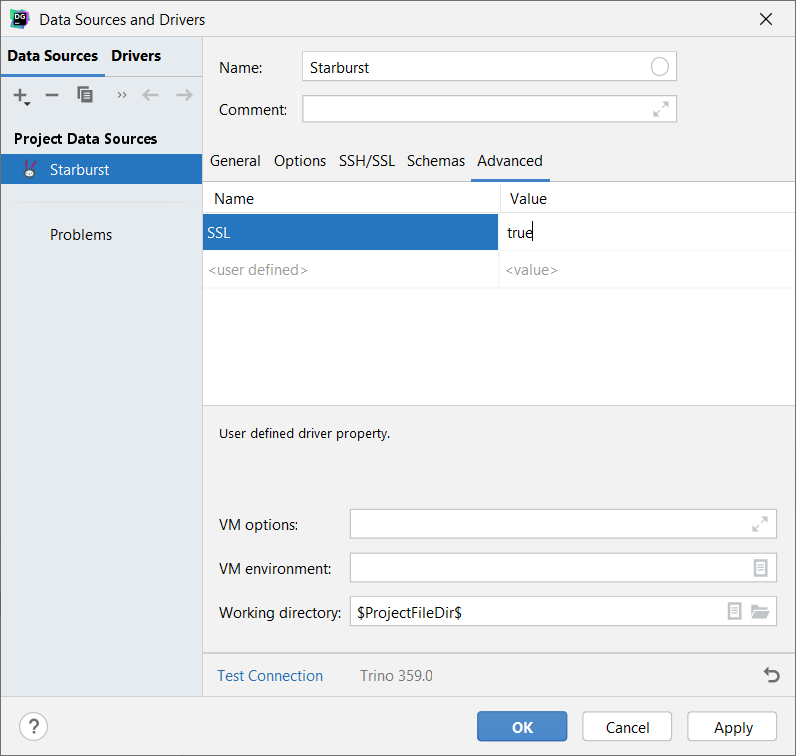 DG
Data Sources and Drivers
Data Sources Drivers
Project Data Sources
Starburst
Problems
Name: Starburst
Comment:
General Options SSH/SSL Schemas Advanced
Name Value
SSL true
<user defined> <value>
User defined driver property.
VM options:
VM environment:
Working directory: $ProjectFileDir$
Test Connection Trino 359.0
? OK Cancel Apply